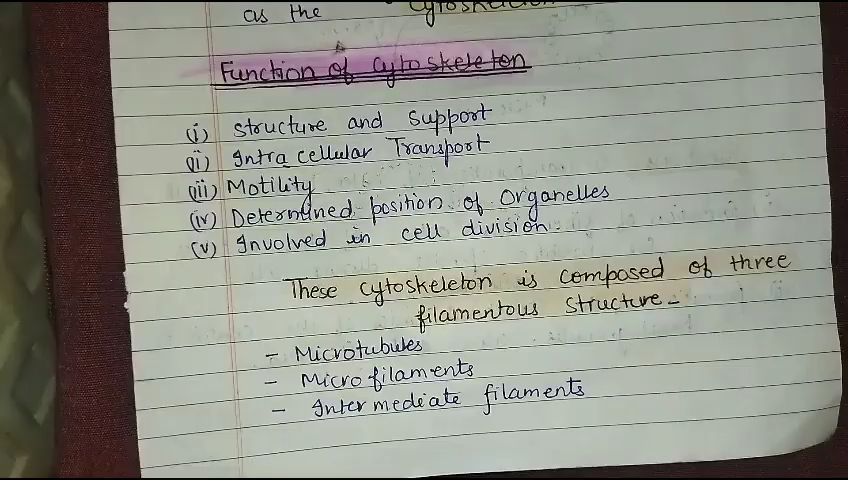 as the cytoskeleton
Function of Cytoskeleton
(i) Structure and Support
(ii) Intra cellular Transport
(iii) Motility
(iv) Determined position of Organelles
(v) Involved in cell division.
These cytoskeleton is composed of three
filamentous structure -
- Microtubules
- Microfilaments
- Intermediate filaments